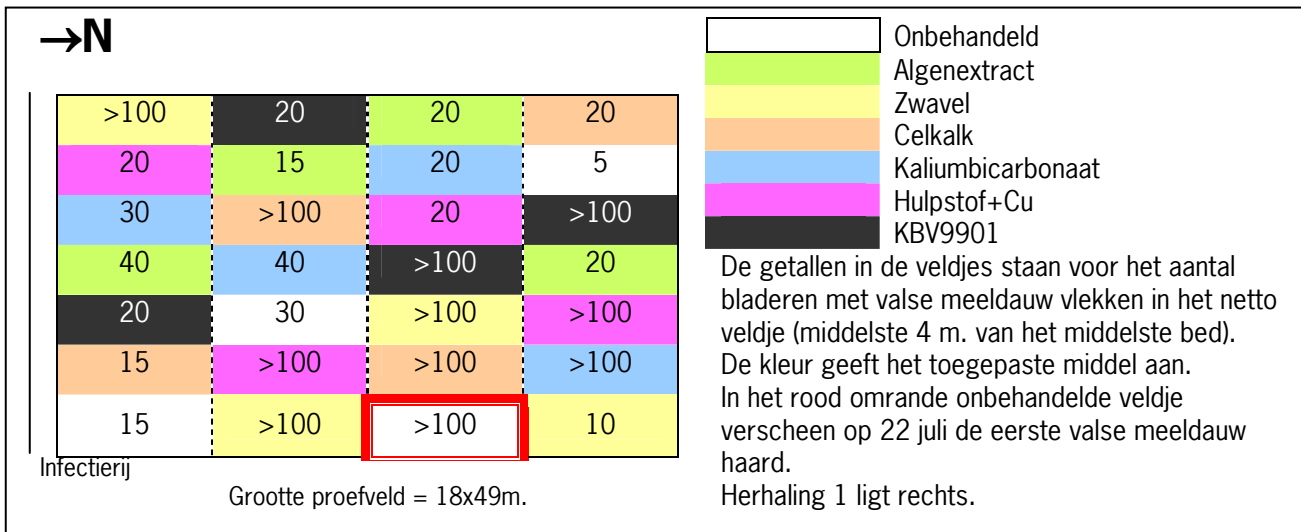 →N
>100 20 20 20
20 15 20 5
30 >100 20 >100
40 40 >100 20
20 30 >100 >100
15 >100 >100 >100
15 >100 >100 10
Infectierij
Grootte proefveld = 18x49m.
Onbehandeld
Algenextract
Zwavel
Celkalk
Kaliumbicarbonaat
Hulpstof+Cu
KBV9901
De getallen in de veldjes staan voor het aantal
bladeren met valse meeldauw vlekken in het netto
veldje (middelste 4 m. van het middelste bed).
De kleur geeft het toegepaste middel aan.
In het rood omrande onbehandelde veldje
verscheen op 22 juli de eerste valse meeldauw
haard.
Herhaling 1 ligt rechts.